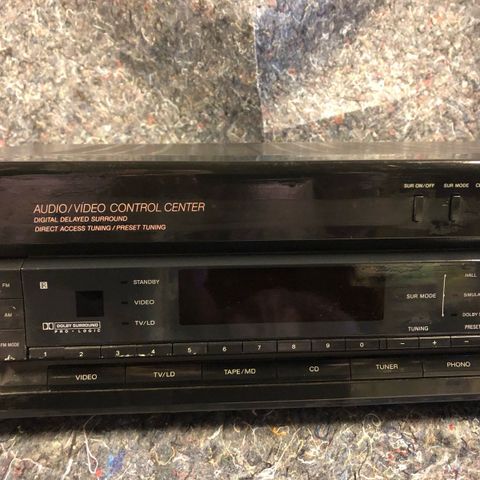 SUR ON/OFF SUR MODE
AUDIO/VIDEO CONTROL CENTER
DIGITAL DELAYED SURROUND
DIRECT ACCESS TUNING / PRESET TUNING
FM
AM
FM MODE
STANDBY
VIDEO
TV/LD
DOLBY SURROUND
PRO • LOGIC
SUR MODE
HALL
TUNING
1 2 3 4 5 6 7 8 9 0 − + −
VIDEO TV/LD TAPE/MD CD TUNER PHONO